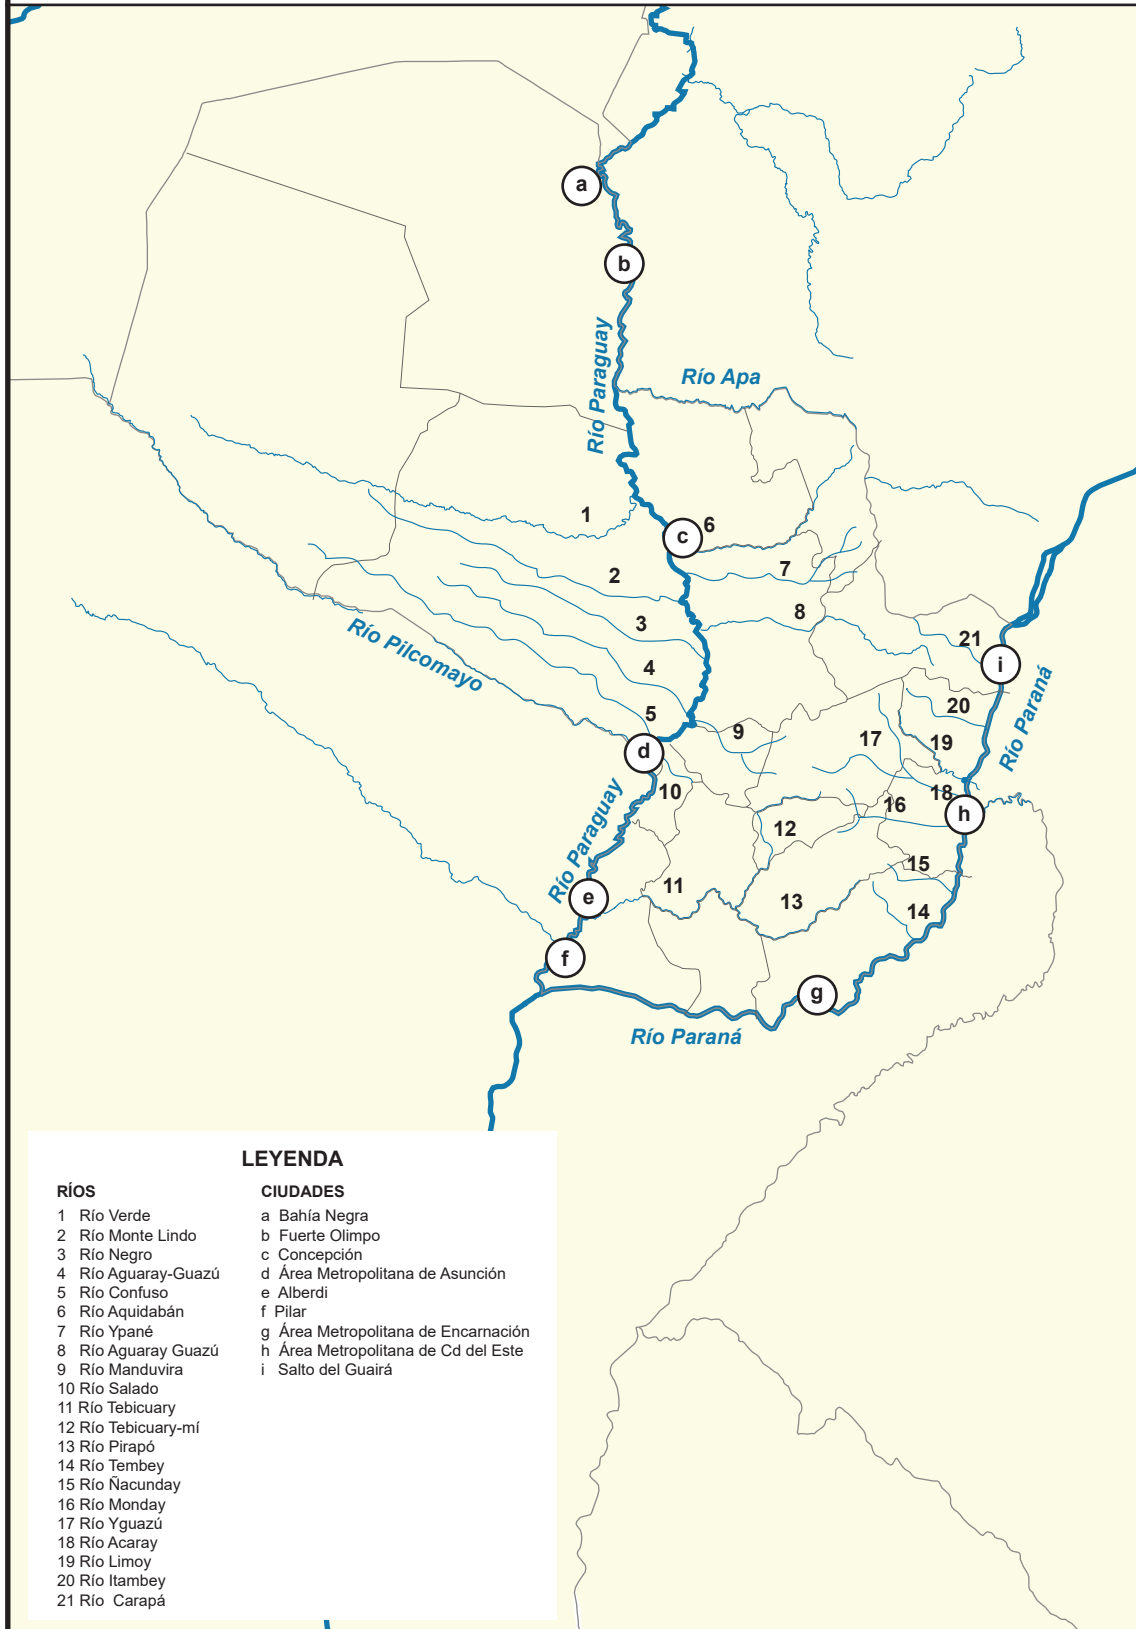 a
b
Río Paraguay
Río Apa
1
c
6
2
7
3
8
Río Pilcomayo
4
21
i
5
20
Río Paraná
9
17
19
d
10
18
16
h
Río Paraguay
12
15
11
e
13
14
f
g
Río Paraná
LEYENDA
RÍOS
1 Río Verde
2 Río Monte Lindo
3 Río Negro
4 Río Aguaray-Guazú
5 Río Confuso
6 Río Aquidabán
7 Río Ypané
8 Río Aguaray Guazú
9 Río Manduvira
10 Río Salado
11 Río Tebicuary
12 Río Tebicuary-mí
13 Río Pirapó
14 Río Tembey
15 Río Ñacunday
16 Río Monday
17 Río Yguazú
18 Río Acaray
19 Río Limoy
20 Río Itambey
21 Río Carapá
CIUDADES
a Bahía Negra
b Fuerte Olimpo
c Concepción
d Área Metropolitana de Asunción
e Alberdi
f Pilar
g Área Metropolitana de Encarnación
h Área Metropolitana de Cd del Este
i Salto del Guairá